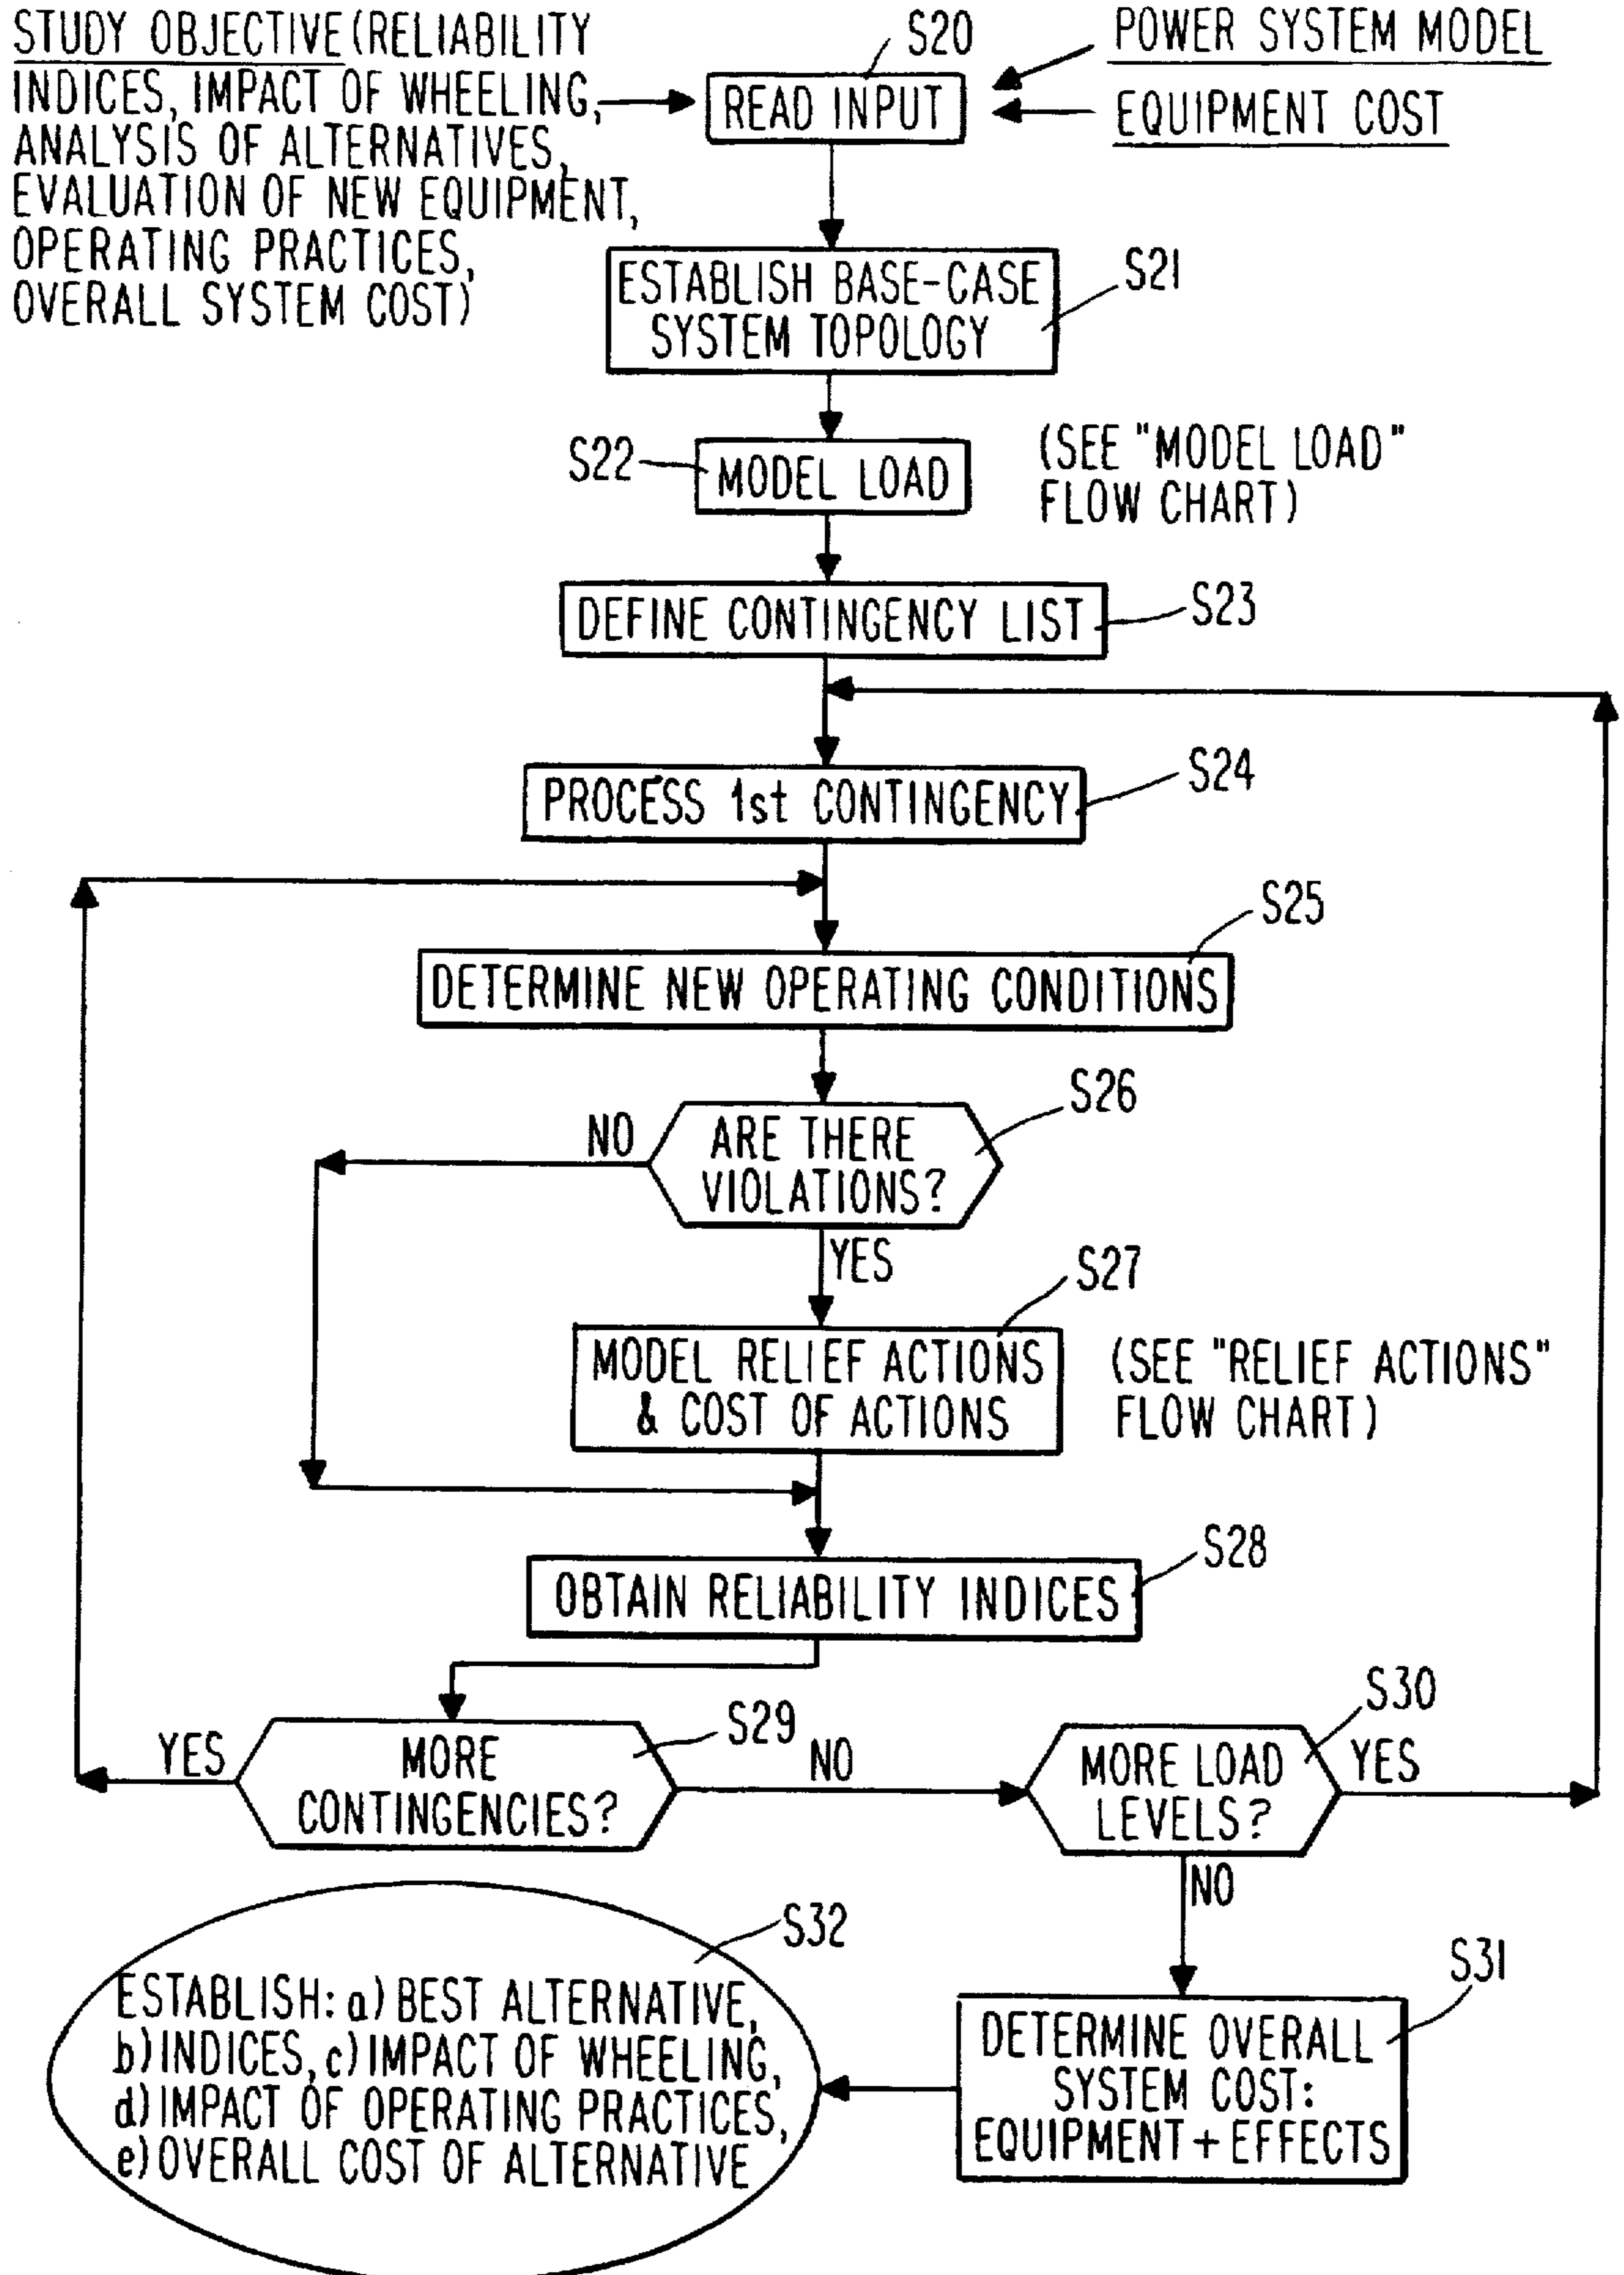 STUDY OBJECTIVE (RELIABILITY
INDICES, IMPACT OF WHEELING,
ANALYSIS OF ALTERNATIVES,
EVALUATION OF NEW EQUIPMENT,
OPERATING PRACTICES,
OVERALL SYSTEM COST)
S20
READ INPUT
POWER SYSTEM MODEL
EQUIPMENT COST
ESTABLISH BASE-CASE
SYSTEM TOPOLOGY
S21
S22
MODEL LOAD
(SEE "MODEL LOAD"
FLOW CHART)
DEFINE CONTINGENCY LIST
S23
PROCESS 1st CONTINGENCY
S24
S25
DETERMINE NEW OPERATING CONDITIONS
S26
NO
ARE THERE
VIOLATIONS?
YES
S27
MODEL RELIEF ACTIONS
& COST OF ACTIONS
(SEE "RELIEF ACTIONS"
FLOW CHART)
S28
OBTAIN RELIABILITY INDICES
YES
MORE
CONTINGENCIES?
S29
NO
S30
MORE LOAD
LEVELS?
YES
NO
S31
DETERMINE OVERALL
SYSTEM COST:
EQUIPMENT + EFFECTS
S32
ESTABLISH: a) BEST ALTERNATIVE,
b) INDICES, c) IMPACT OF WHEELING,
d) IMPACT OF OPERATING PRACTICES,
e) OVERALL COST OF ALTERNATIVE